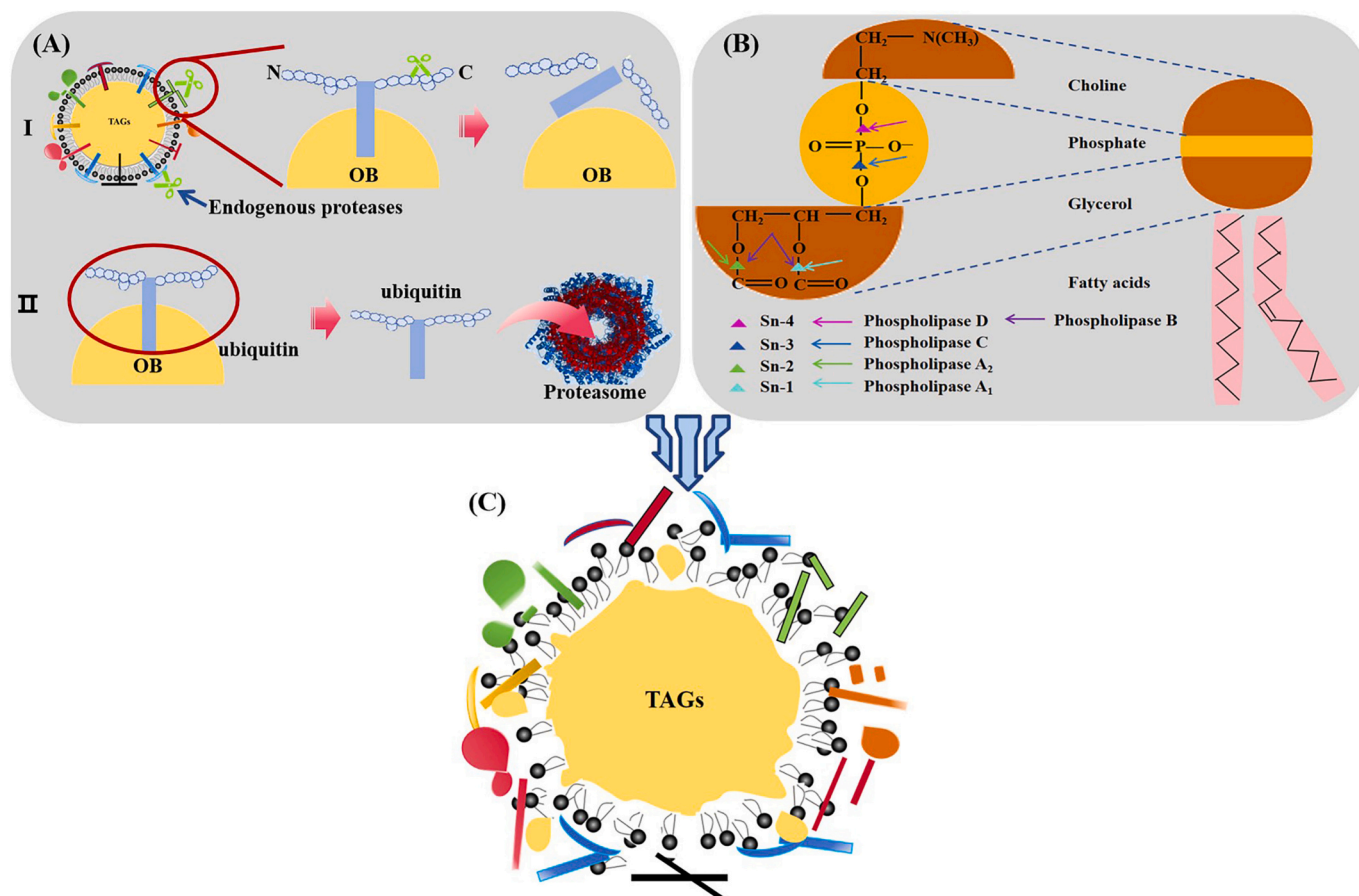 (A)
I
TAGs
N
C
OB
OB
Endogenous proteases
II
OB
ubiquitin
ubiquitin
Proteasome
(B)
CH₂
N(CH₃)
CH₂
O
O
P
O—
O
CH₂
CH
CH₂
O
O
C
O
C
O
Choline
Phosphate
Glycerol
Fatty acids
Sn-4
Phospholipase D
Phospholipase B
Sn-3
Phospholipase C
Sn-2
Phospholipase A₂
Sn-1
Phospholipase A₁
(C)
TAGs